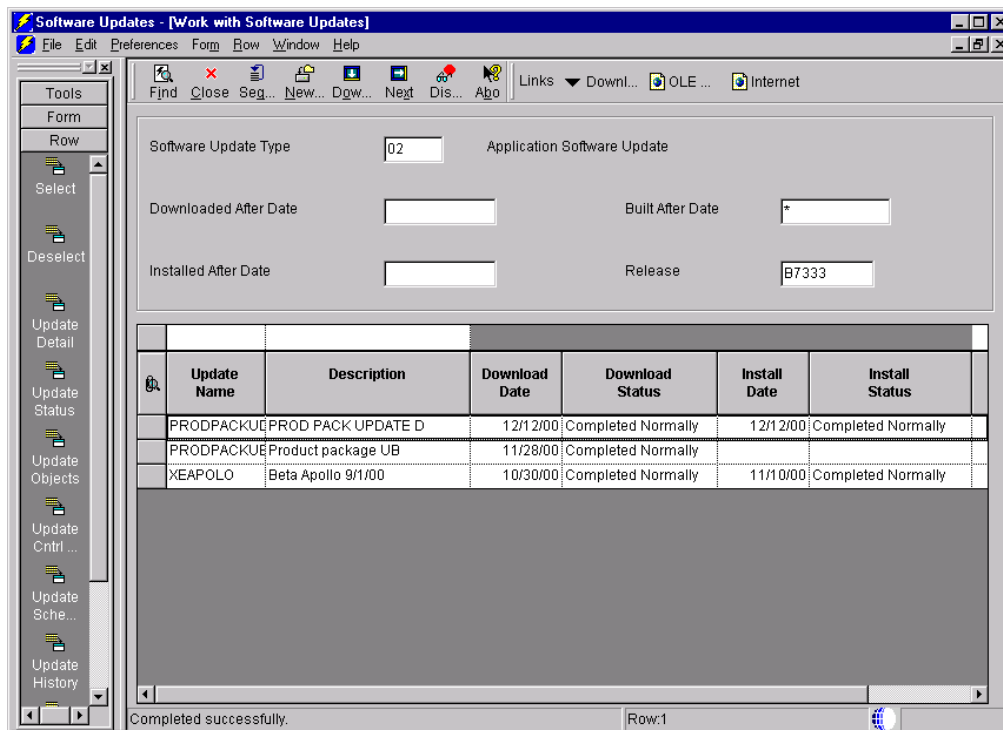 Software Updates - [Work with Software Updates]
File Edit Preferences Form Row Window Help
Find Close Seq... New... Dow... Next Dis... Abo Links Downl... OLE ... Internet
Tools
Form
Row
Select
Deselect
Update
Detail
Update
Status
Update
Objects
Update
Cntrl ...
Update
Sche...
Update
History
Software Update Type 02 Application Software Update
Downloaded After Date Built After Date *
Installed After Date Release B7333
Update Name Description Download Date Download Status Install Date Install Status
PRODPACKUD PROD PACK UPDATE D 12/12/00 Completed Normally 12/12/00 Completed Normally
PRODPACKUE Product package UB 11/28/00 Completed Normally
XEAPOLO Beta Apollo 9/1/00 10/30/00 Completed Normally 11/10/00 Completed Normally
Completed successfully. Row:1